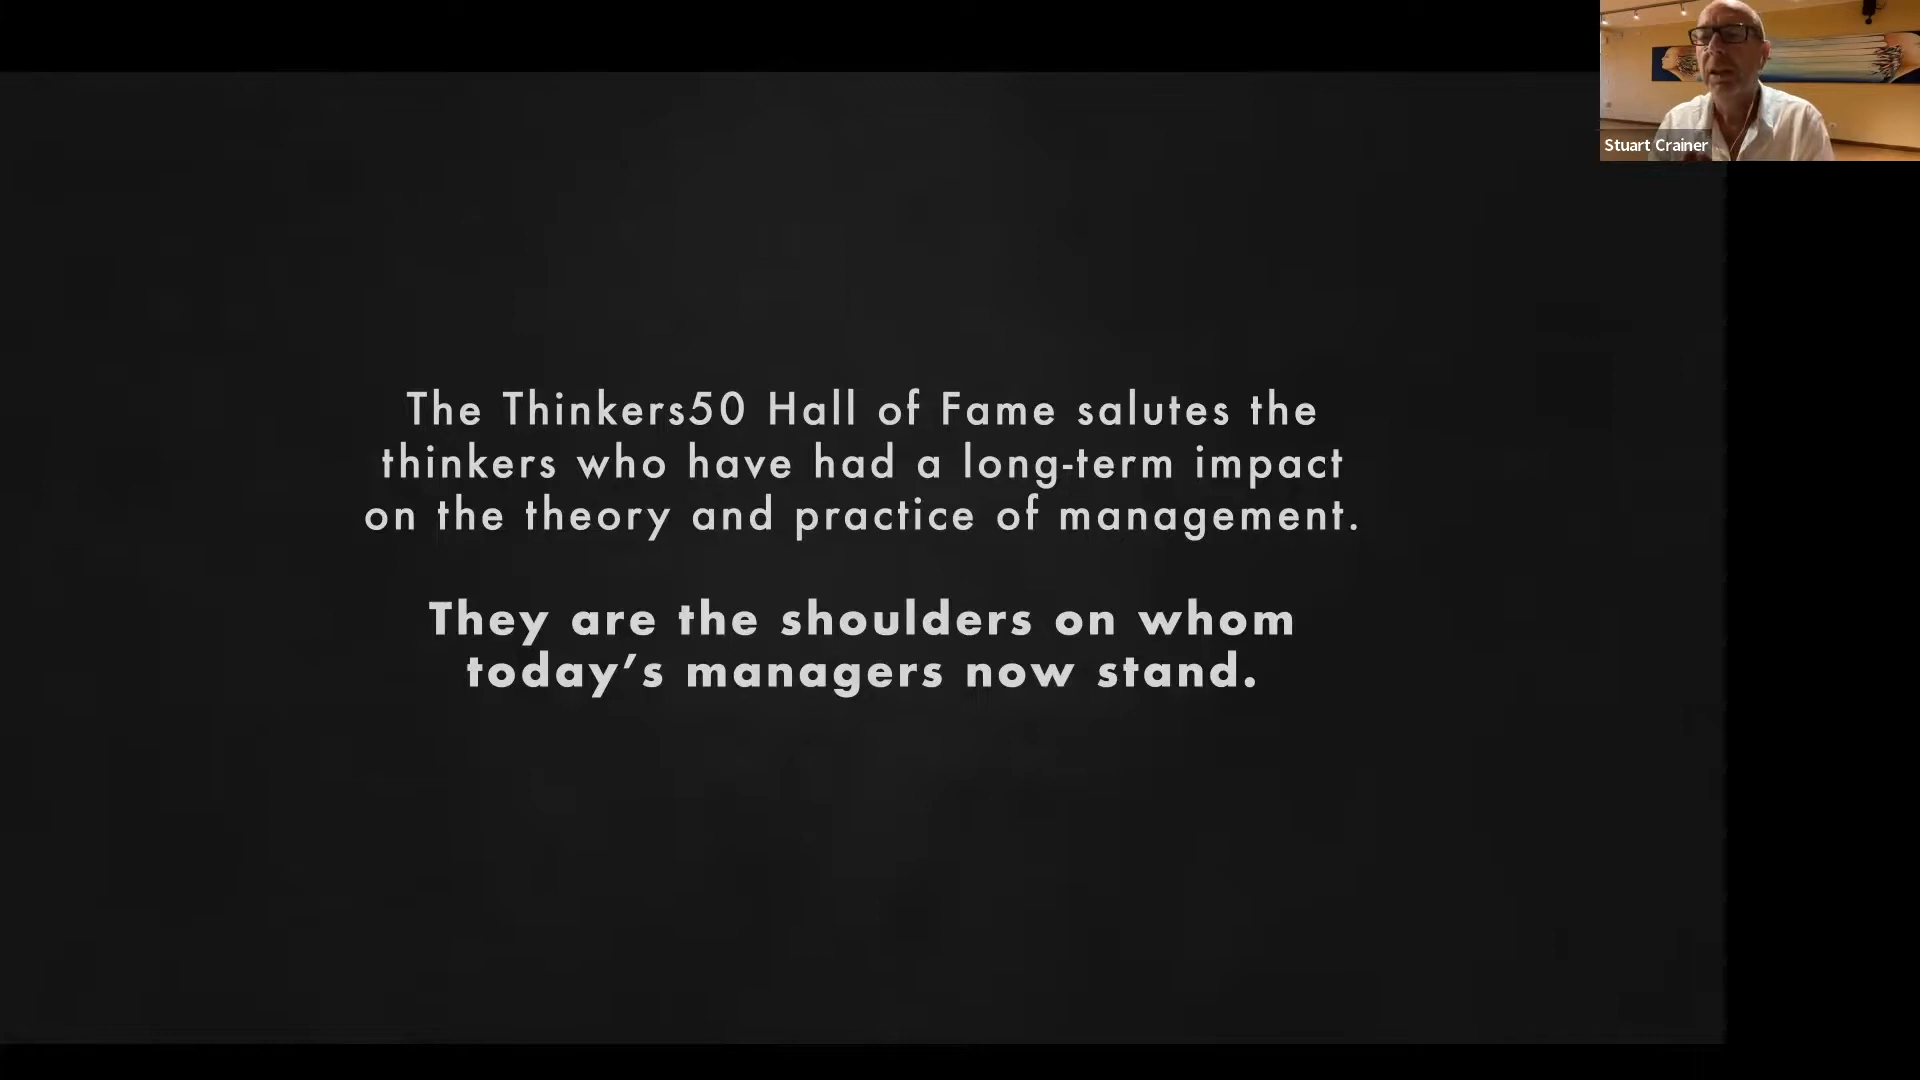 Stuart Crainer
The Thinkers50 Hall of Fame salutes the
thinkers who have had a long-term impact
on the theory and practice of management.
They are the shoulders on whom
today’s managers now stand.